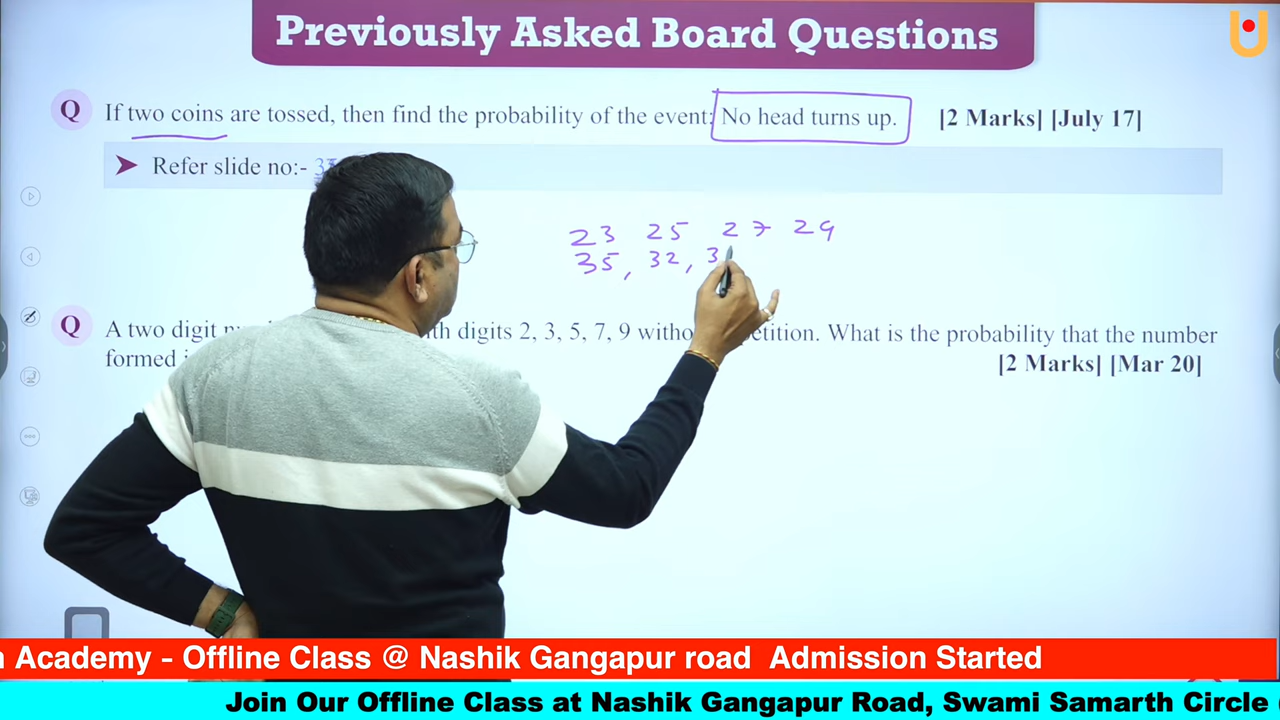 Previously Asked Board Questions
Q If two coins are tossed, then find the probability of the event: No head turns up. [2 Marks] [July 17]
Refer slide no:-
23 25 27 29
35, 32,
Q A two digit digits 2, 3, 5, 7, 9 What is the probability that the number
formed [2 Marks] [Mar 20]
Academy - Offline Class @ Nashik Gangapur road Admission Started
Join Our Offline Class at Nashik Gangapur Road, Swami Samarth Circle